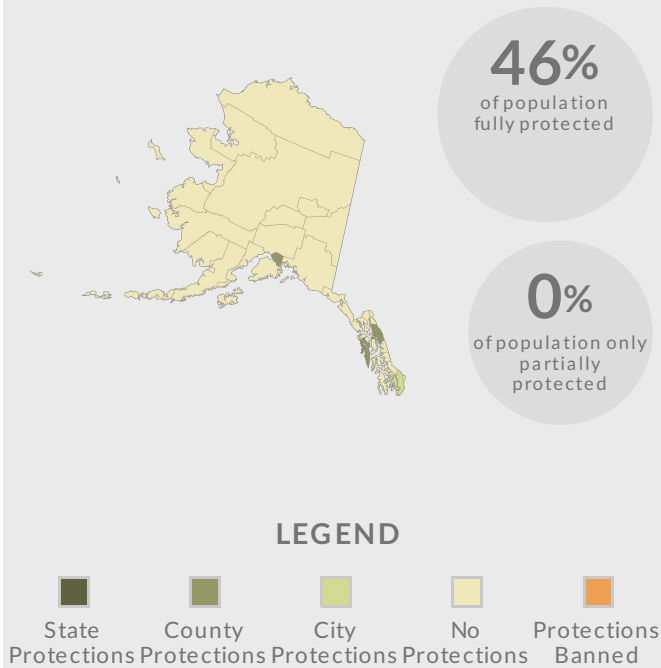 46%
of population
fully protected
0%
of population only
partially
protected
LEGEND
State
Protections
County
Protections
City
Protections
No
Protections
Protections
Banned